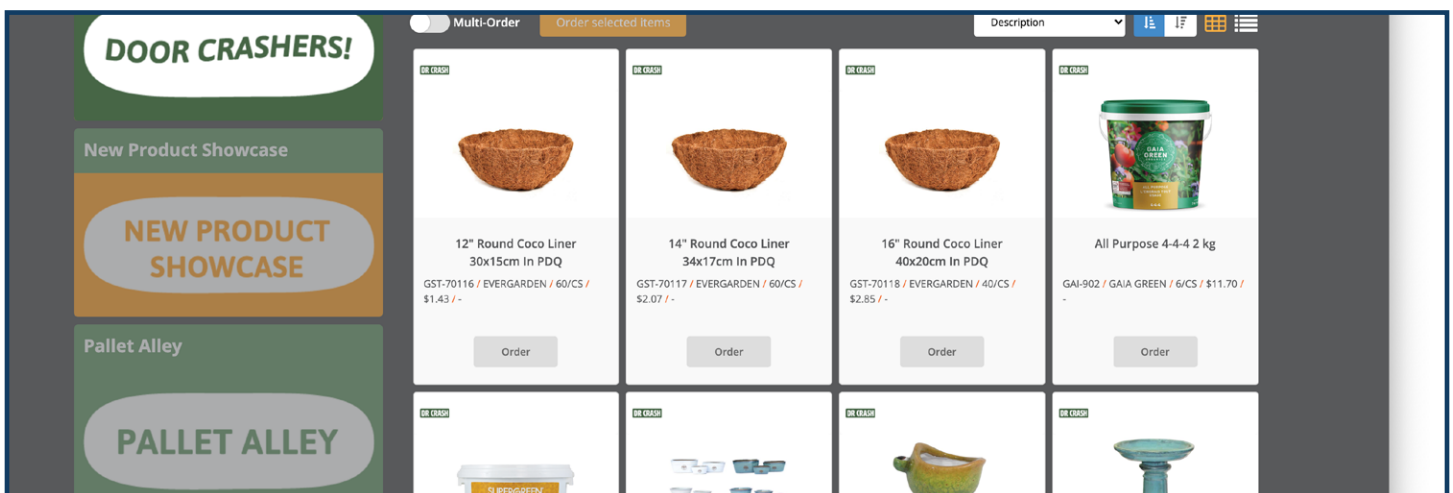 Multi-Order
Order selected items
Description
DOOR CRASHERS!
New Product Showcase
NEW PRODUCT
SHOWCASE
Pallet Alley
PALLET ALLEY
DR CRASH
12" Round Coco Liner
30x15cm In PDQ
GST-70116 / EVERGARDEN / 60/CS /
$1.43 / -
Order
DR CRASH
14" Round Coco Liner
34x17cm In PDQ
GST-70117 / EVERGARDEN / 60/CS /
$2.07 / -
Order
DR CRASH
16" Round Coco Liner
40x20cm In PDQ
GST-70118 / EVERGARDEN / 40/CS /
$2.85 / -
Order
DR CRASH
GAIA
GREEN
All Purpose 4-4-4 2 kg
GAI-902 / GAIA GREEN / 6/CS / $11.70 /
-
Order
DR CRASH
SUPERGREEN
DR CRASH
DR CRASH
DR CRASH